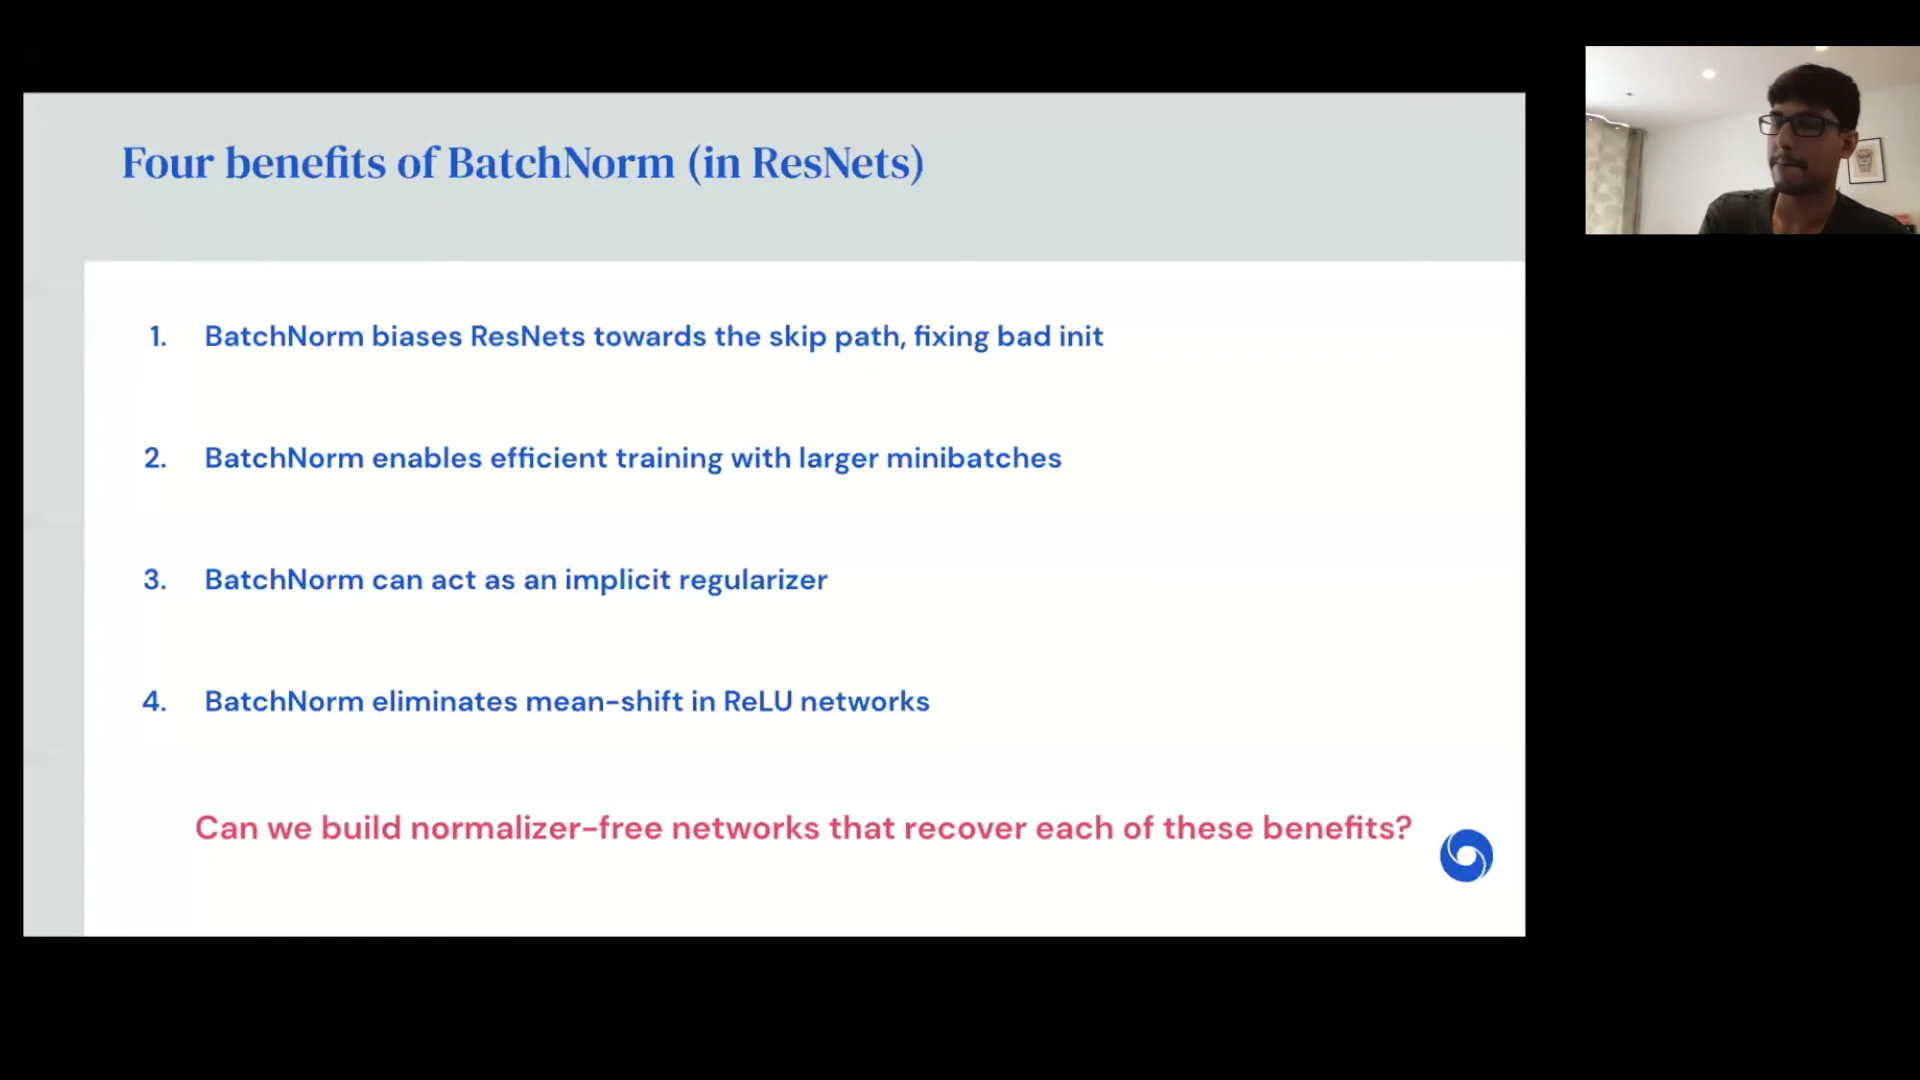 Four benefits of BatchNorm (in ResNets)
1. BatchNorm biases ResNets towards the skip path, fixing bad init
2. BatchNorm enables efficient training with larger minibatches
3. BatchNorm can act as an implicit regularizer
4. BatchNorm eliminates mean-shift in ReLU networks
Can we build normalizer-free networks that recover each of these benefits?